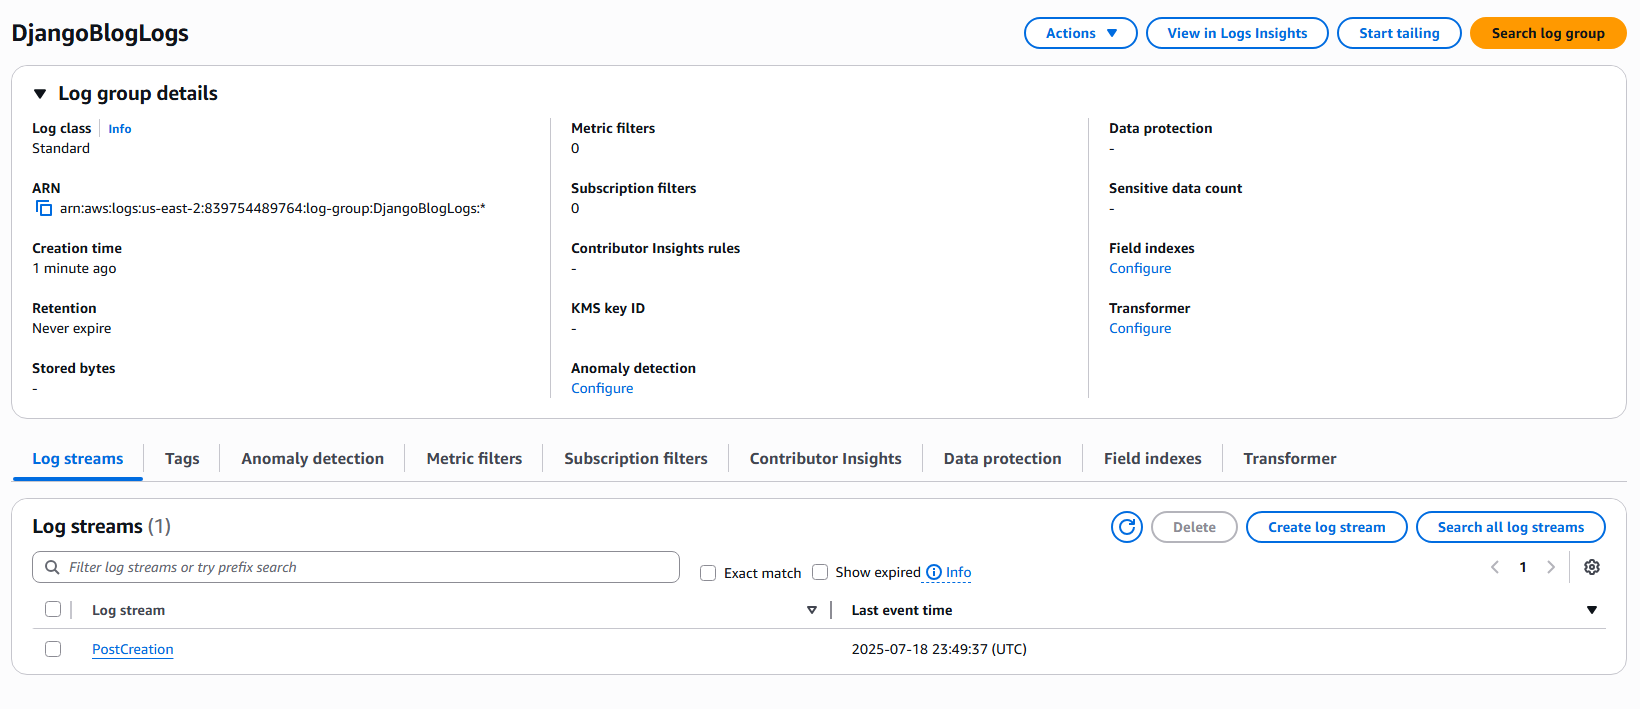 DjangoBlogLogs
Actions
View in Logs Insights
Start tailing
Search log group
Log group details
Log class
Info
Standard
ARN
arn:aws:logs:us-east-2:839754489764:log-group:DjangoBlogLogs:*
Creation time
1 minute ago
Retention
Never expire
Stored bytes
-
Metric filters
0
Subscription filters
0
Contributor Insights rules
-
KMS key ID
-
Anomaly detection
Configure
Data protection
-
Sensitive data count
-
Field indexes
Configure
Transformer
Configure
Log streams
Tags
Anomaly detection
Metric filters
Subscription filters
Contributor Insights
Data protection
Field indexes
Transformer
Log streams (1)
Delete
Create log stream
Search all log streams
Filter log streams or try prefix search
Exact match
Show expired
Info
1
Log stream
Last event time
PostCreation
2025-07-18 23:49:37 (UTC)